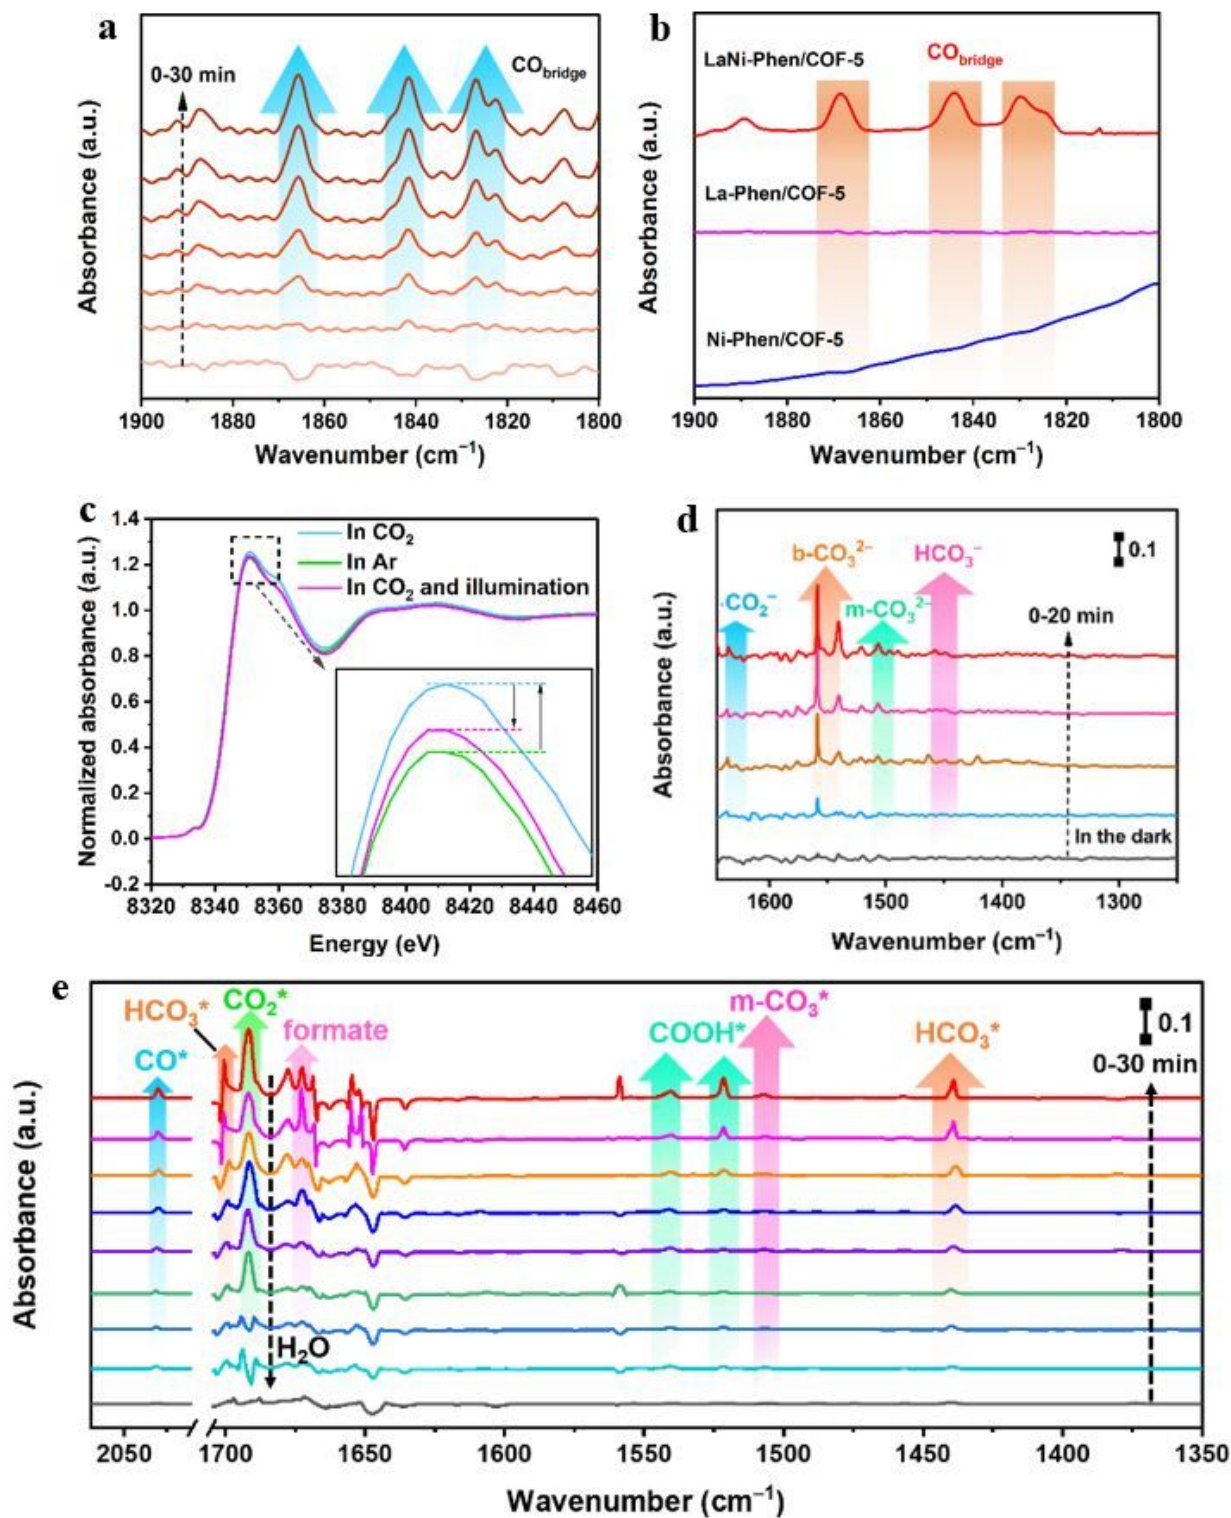 a
0-30 min
CObridge
Absorbance (a.u.)
1900 1880 1860 1840 1820 1800
Wavenumber (cm⁻¹)
b
LaNi-Phen/COF-5
CObridge
La-Phen/COF-5
Ni-Phen/COF-5
Absorbance (a.u.)
1900 1880 1860 1840 1820 1800
Wavenumber (cm⁻¹)
c
In CO₂
In Ar
In CO₂ and illumination
1.4
1.2
1.0
0.8
0.6
0.4
0.2
0.0
-0.2
Normalized absorbance (a.u.)
8320 8340 8360 8380 8400 8420 8440 8460
Energy (eV)
d
0.1
b-CO₃²⁻
HCO₃⁻
·CO₂⁻
m-CO₃²⁻
0-20 min
In the dark
Absorbance (a.u.)
1600 1500 1400 1300
Wavenumber (cm⁻¹)
e
HCO₃*
CO₂*
m-CO₃*
0.1
formate
COOH*
HCO₃*
CO*
0-30 min
H₂O
Absorbance (a.u.)
2050 1700 1650 1600 1550 1500 1450 1400 1350
Wavenumber (cm⁻¹)